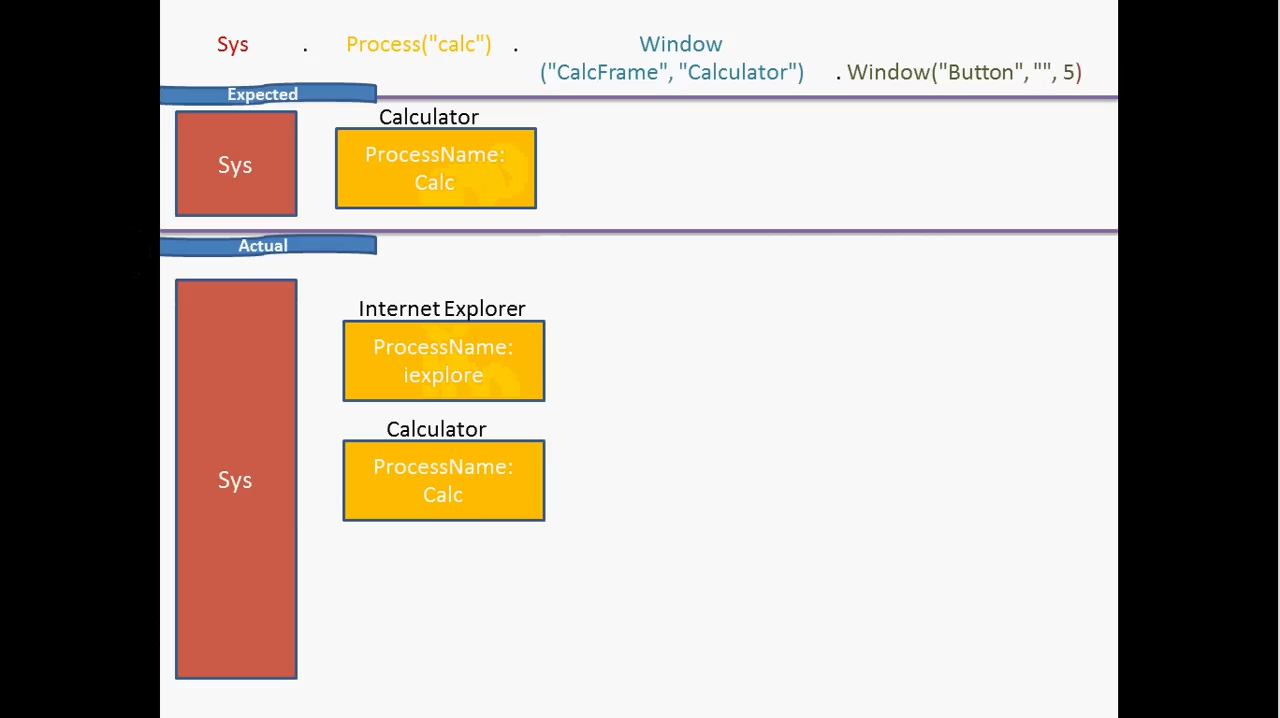 Sys . Process("calc") . Window
("CalcFrame", "Calculator") . Window("Button", "", 5)
Expected
Calculator
Sys
ProcessName:
Calc
Actual
Internet Explorer
ProcessName:
iexplore
Calculator
Sys
ProcessName:
Calc